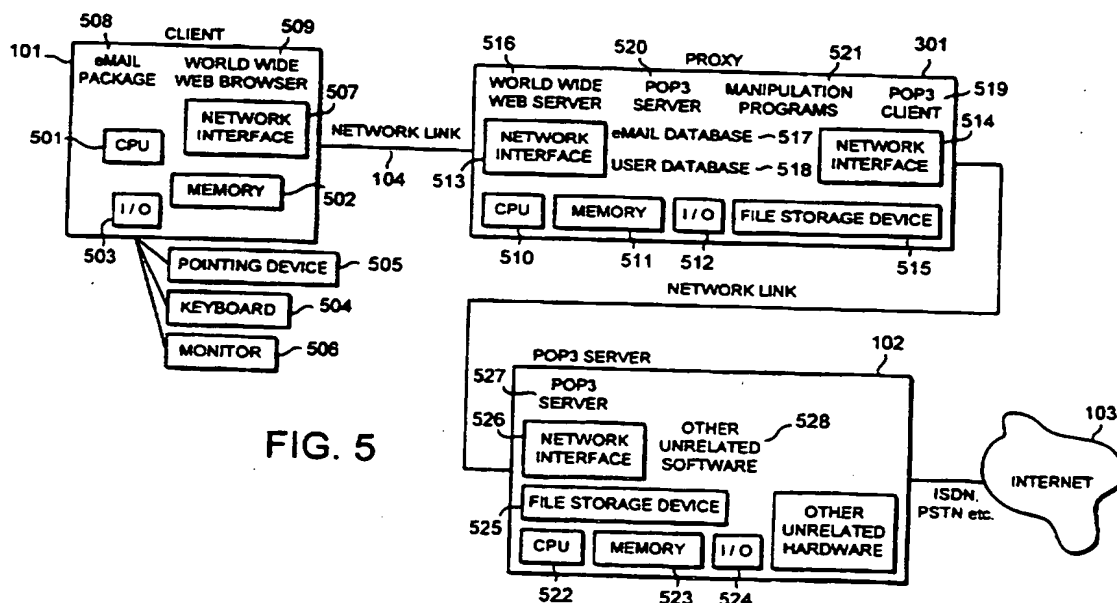 508
509
CLIENT
101
eMAIL
PACKAGE
WORLD WIDE
WEB BROWSER
507
NETWORK
INTERFACE
501
CPU
MEMORY
502
I/O
503
POINTING DEVICE
505
KEYBOARD
504
MONITOR
506
NETWORK LINK
104
516
520
521
301
PROXY
WORLD WIDE
WEB SERVER
POP3
SERVER
MANIPULATION
PROGRAMS
POP3
CLIENT
519
NETWORK
INTERFACE
513
eMAIL DATABASE
517
USER DATABASE
518
NETWORK
INTERFACE
514
CPU
MEMORY
I/O
FILE STORAGE DEVICE
510
511
512
515
NETWORK LINK
POP3 SERVER
102
527
POP3
SERVER
526
NETWORK
INTERFACE
OTHER
UNRELATED
SOFTWARE
528
FILE STORAGE DEVICE
525
CPU
MEMORY
I/O
OTHER
UNRELATED
HARDWARE
522
523
524
ISDN,
PSTN etc.
103
INTERNET
FIG. 5